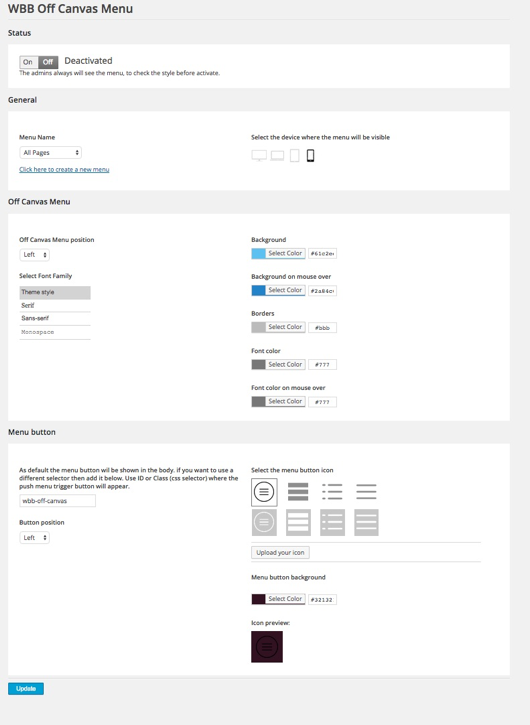 WBB Off Canvas Menu
Status
On Off Deactivated
The admins always will see the menu, to check the style before activate.
General
Menu Name
All Pages
Click here to create a new menu
Select the device where the menu will be visible
Off Canvas Menu
Off Canvas Menu position
Left
Select Font Family
Theme style
Serif
Sans-serif
Monospace
Background
Select Color
Background on mouse over
Select Color
Borders
Select Color #bbb
Font color
Select Color #777
Font color on mouse over
Select Color #777
Menu button
As default the menu button will be shown in the body. if you want to use a
different selector then add it below. Use ID or Class (css selector) where the
push menu trigger button will appear.
wbb-off-canvas
Button position
Left
Select the menu button icon
Upload your icon
Menu button background
Select Color #32132
Icon preview:
Update